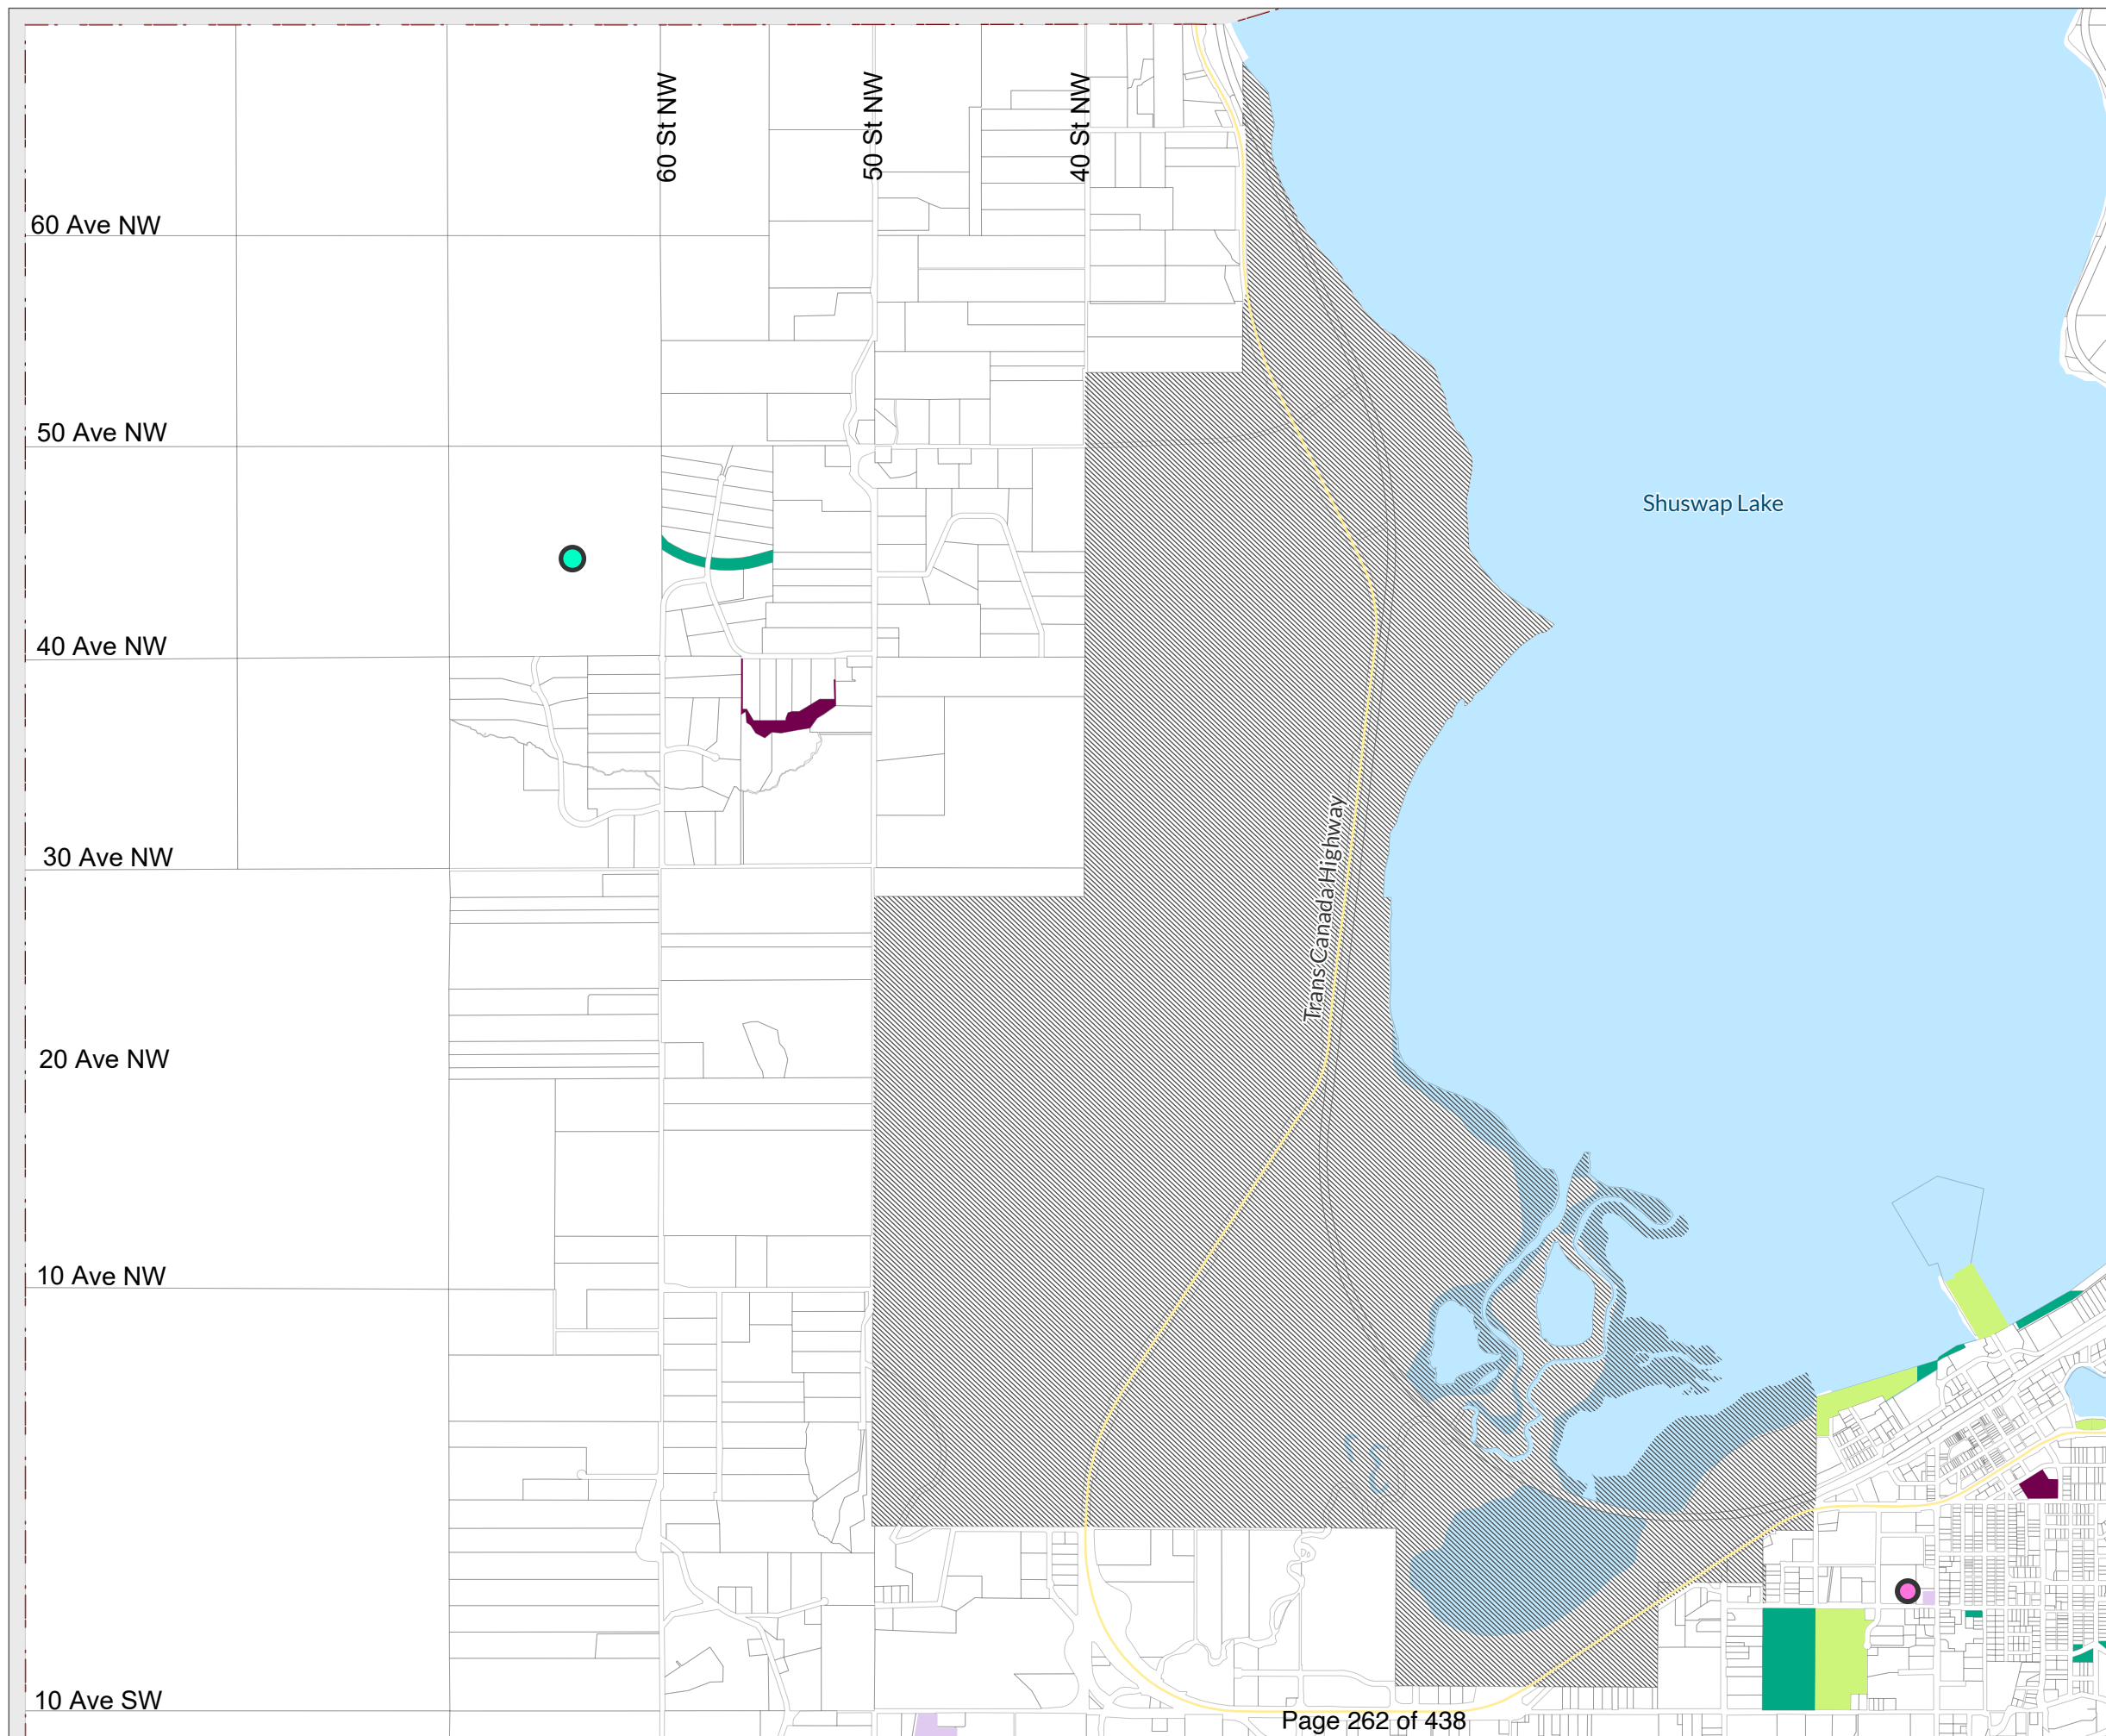 60 St NW
50 St NW
40 St NW
60 Ave NW
50 Ave NW
Shuswap Lake
40 Ave NW
30 Ave NW
Trans Canada Highway
20 Ave NW
10 Ave NW
10 Ave SW
Page 262 of 438